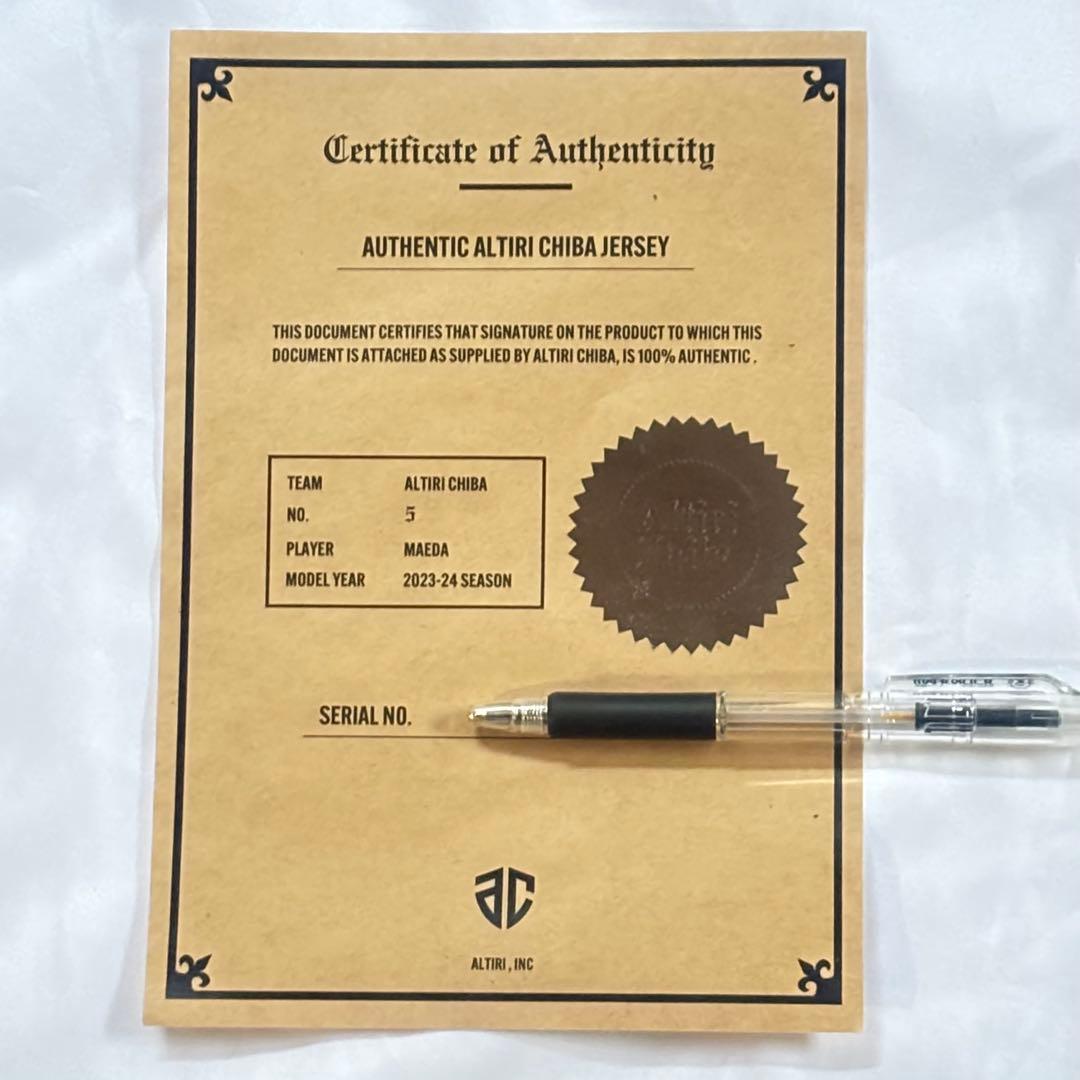 Certificate of Authenticity
AUTHENTIC ALTIRI CHIBA JERSEY
THIS DOCUMENT CERTIFIES THAT SIGNATURE ON THE PRODUCT TO WHICH THIS
DOCUMENT IS ATTACHED AS SUPPLIED BY ALTIRI CHIBA, IS 100% AUTHENTIC .
TEAM ALTIRI CHIBA
NO. 5
PLAYER MAEDA
MODEL YEAR 2023-24 SEASON
SERIAL NO.
ALTIRI , INC